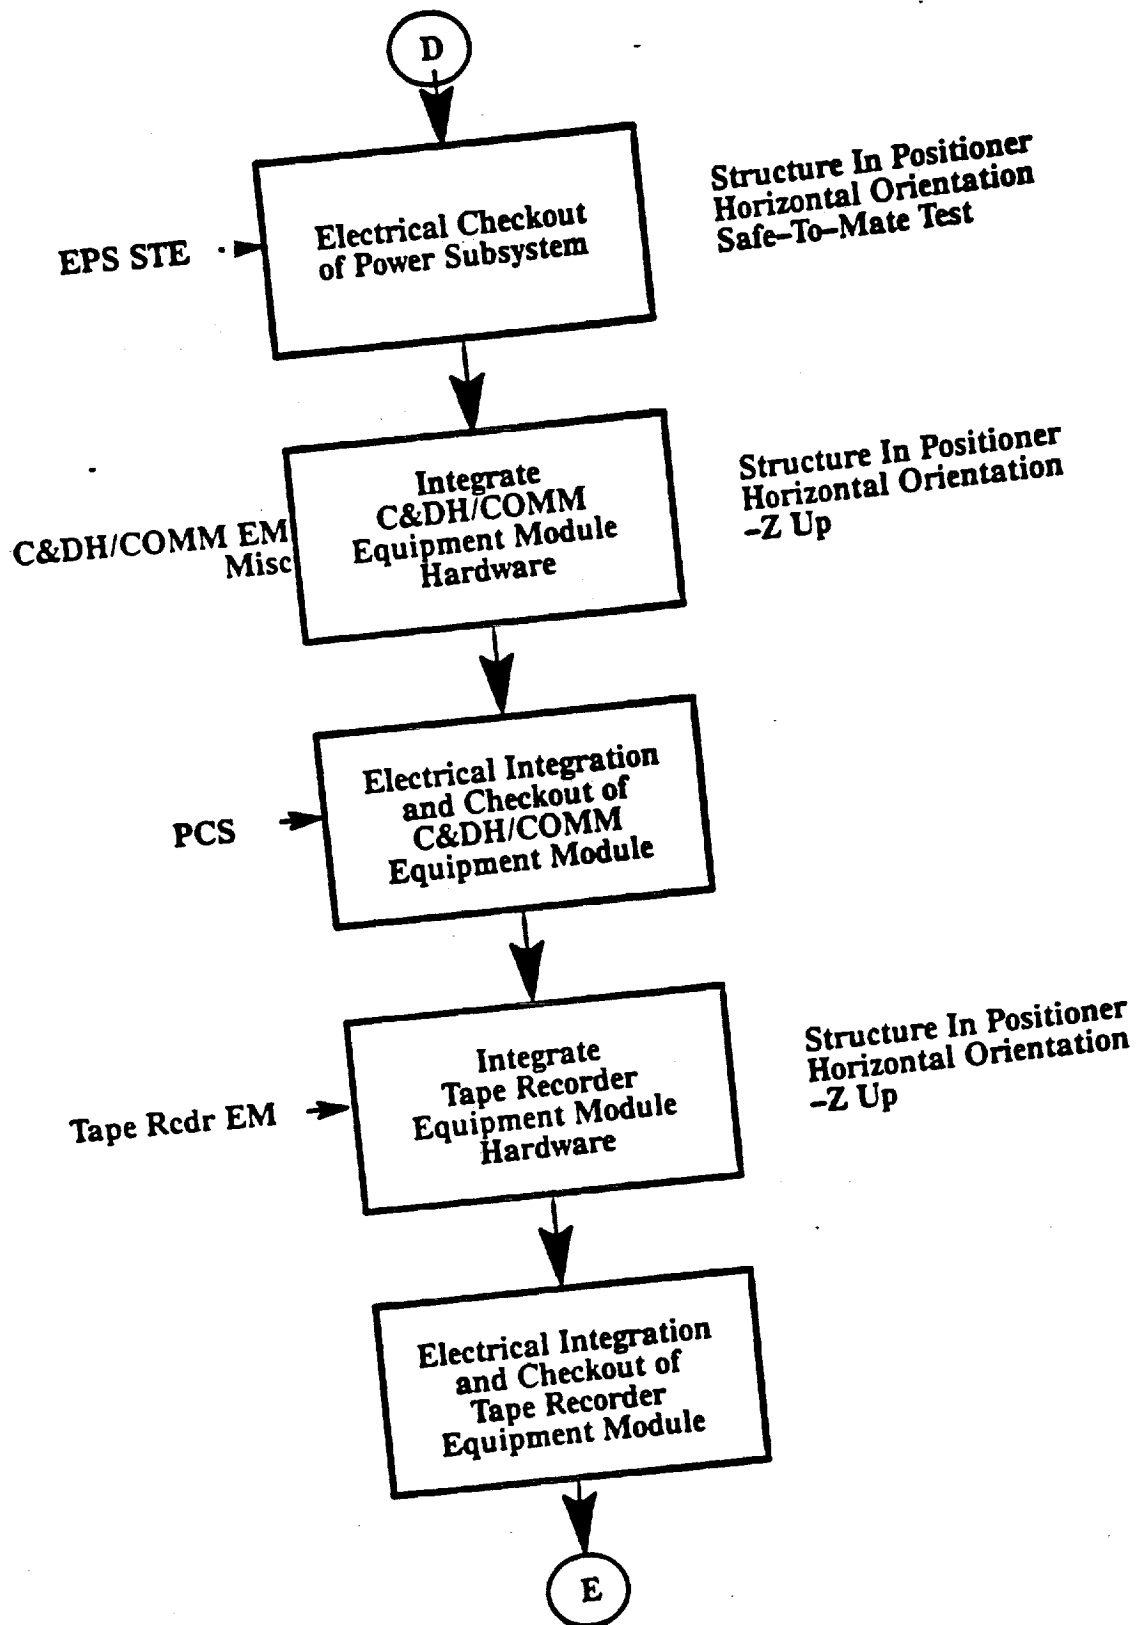 D
EPS STE
Electrical Checkout
of Power Subsystem
Structure In Positioner
Horizontal Orientation
Safe-To-Mate Test
C&DH/COMM EM
Misc
Integrate
C&DH/COMM
Equipment Module
Hardware
Structure In Positioner
Horizontal Orientation
-Z Up
PCS
Electrical Integration
and Checkout of
C&DH/COMM
Equipment Module
Tape Rcdr EM
Integrate
Tape Recorder
Equipment Module
Hardware
Structure In Positioner
Horizontal Orientation
-Z Up
Electrical Integration
and Checkout of
Tape Recorder
Equipment Module
E